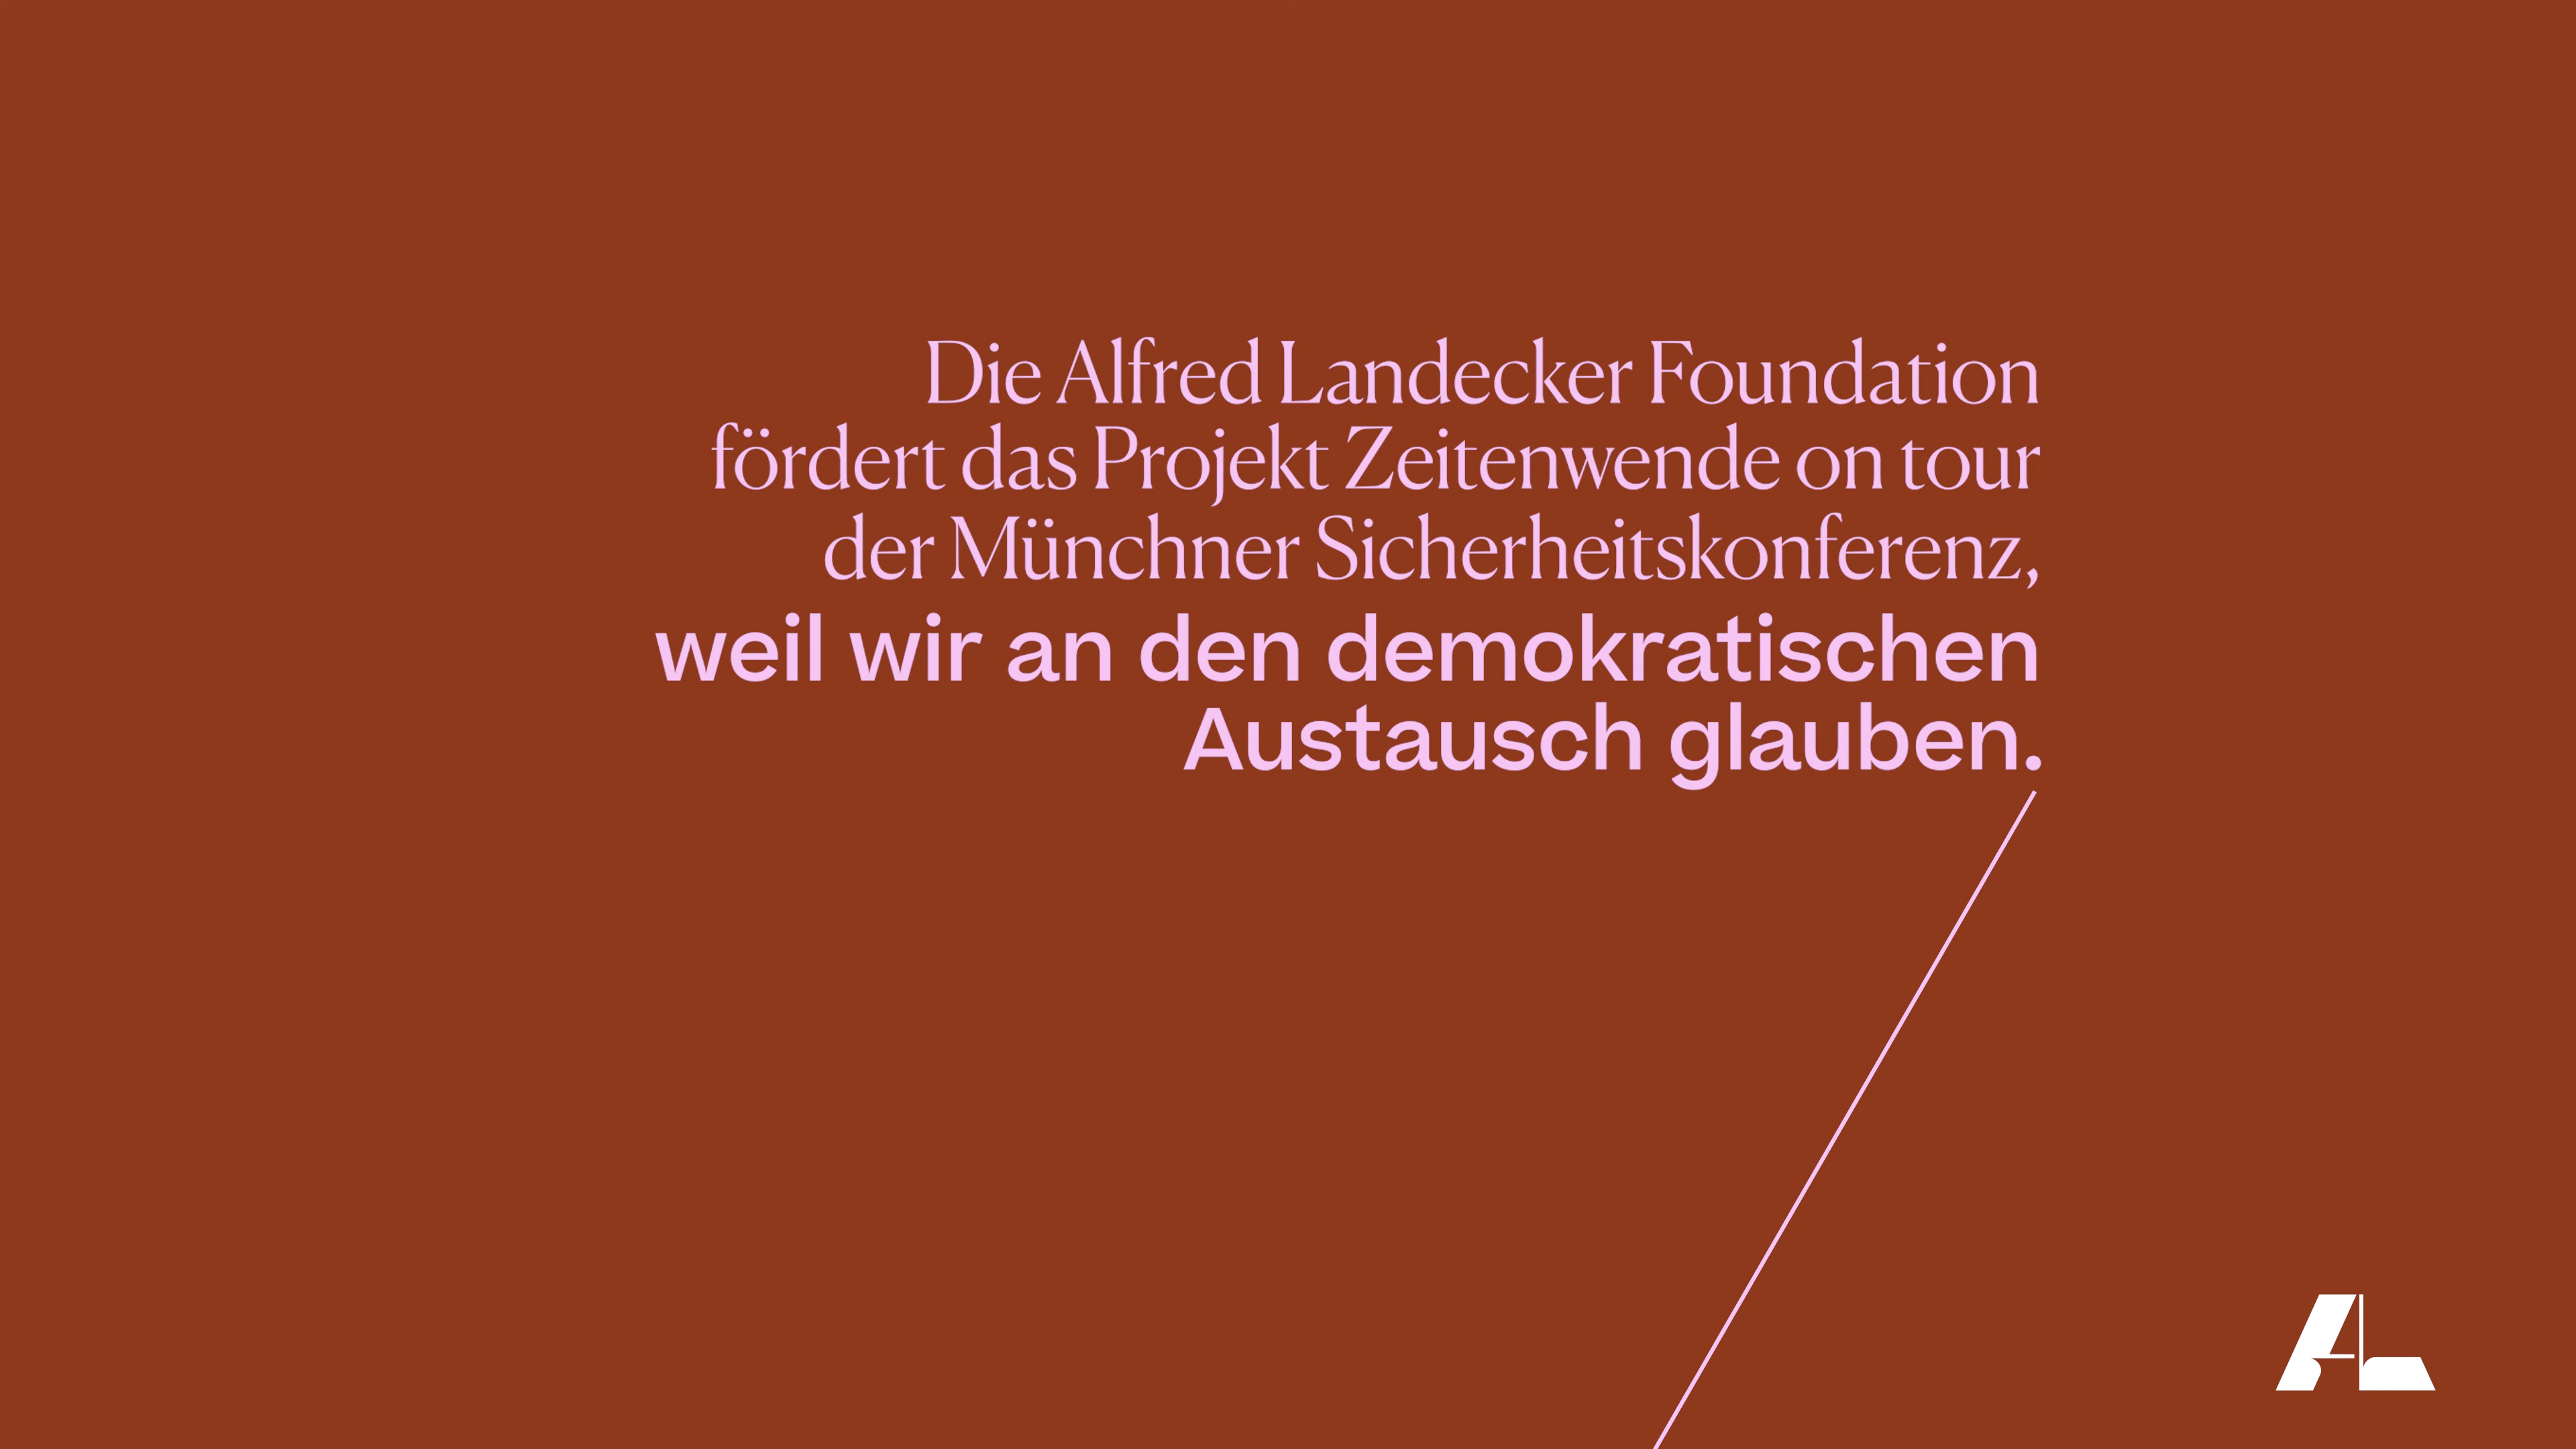 Die Alfred Landecker Foundation
fördert das Projekt Zeitenwende on tour
der Münchner Sicherheitskonferenz,
weil wir an den demokratischen
Austausch glauben.
AL